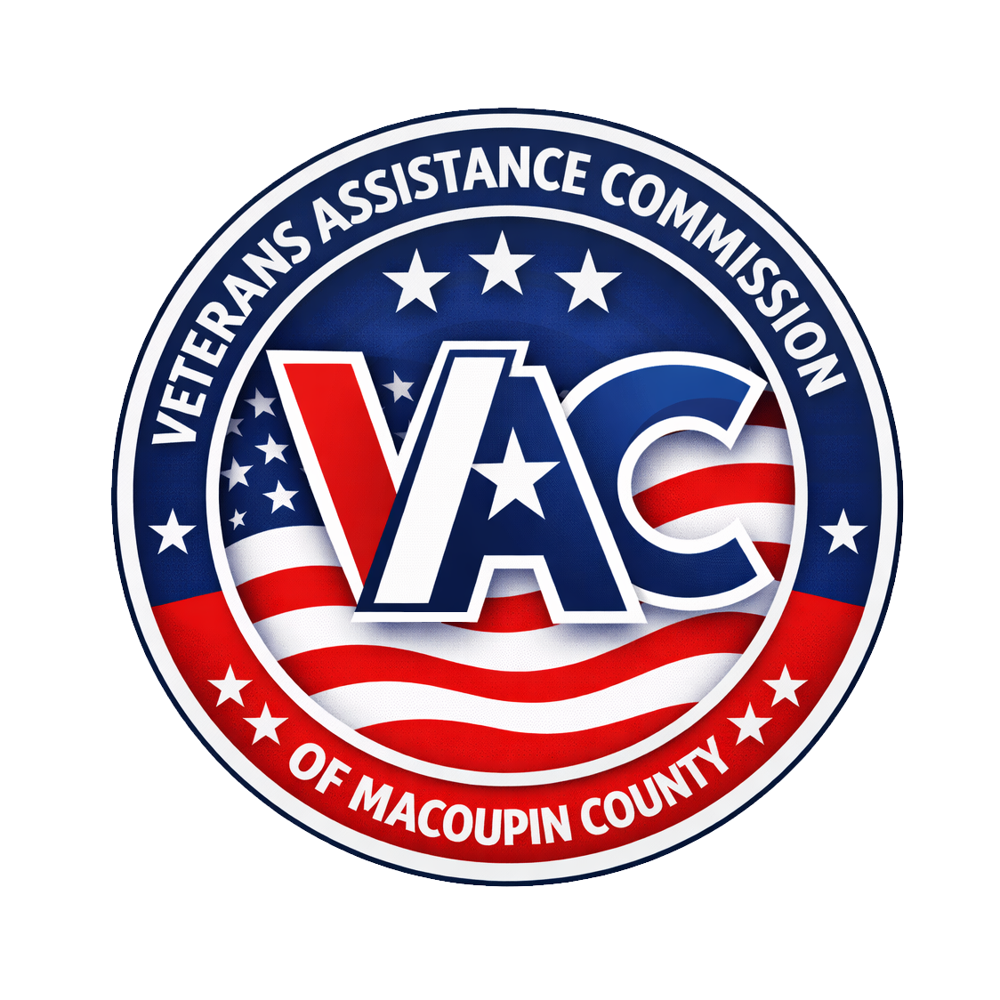 VETERANS ASSISTANCE COMMISSION
VAC
OF MACOUPIN COUNTY